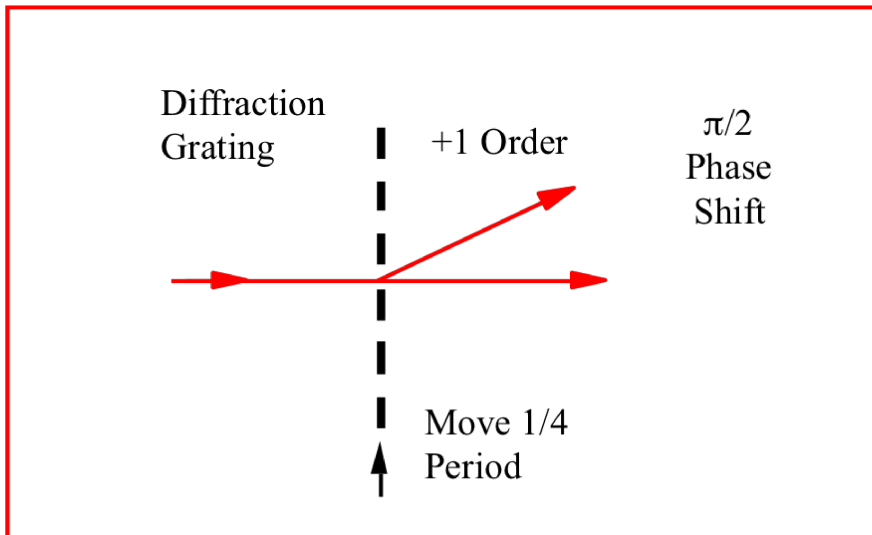 Diffraction
Grating
+1 Order
π/2
Phase
Shift
Move 1/4
Period